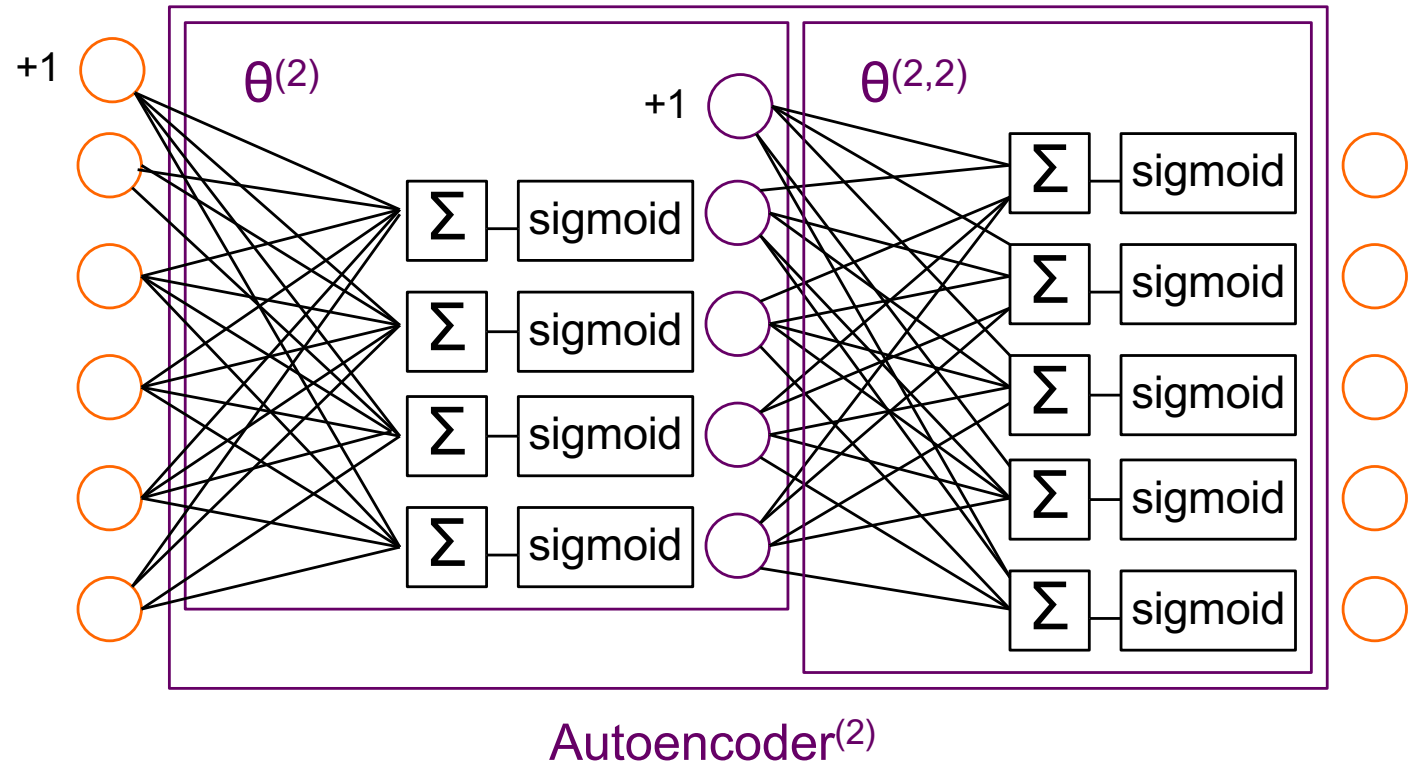 +1
θ(2)
+1
θ(2,2)
Σ sigmoid
Σ sigmoid
Σ sigmoid
Σ sigmoid
Σ sigmoid
Σ sigmoid
Σ sigmoid
Σ sigmoid
Σ sigmoid
Autoencoder(2)